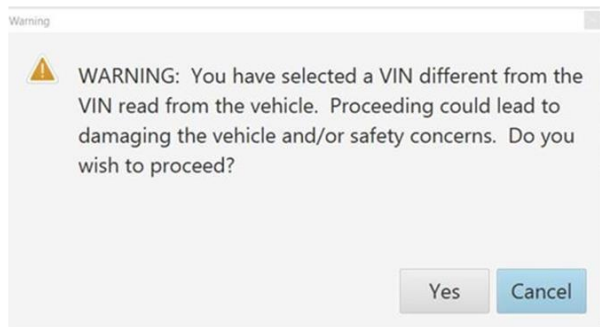 Warning
WARNING: You have selected a VIN different from the
VIN read from the vehicle. Proceeding could lead to
damaging the vehicle and/or safety concerns. Do you
wish to proceed?
Yes Cancel